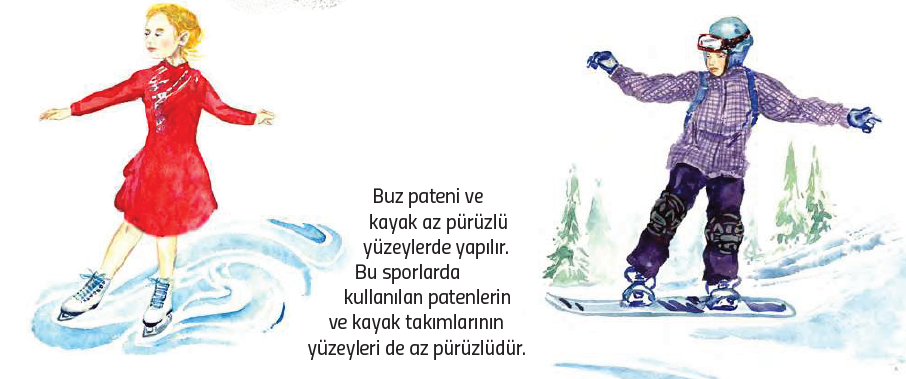 Buz pateni ve
kayak az pürüzlü
yüzeylerde yapılır.
Bu sporlarda
kullanılan patenlerin
ve kayak takımlarının
yüzeyleri de az pürüzlüdür.